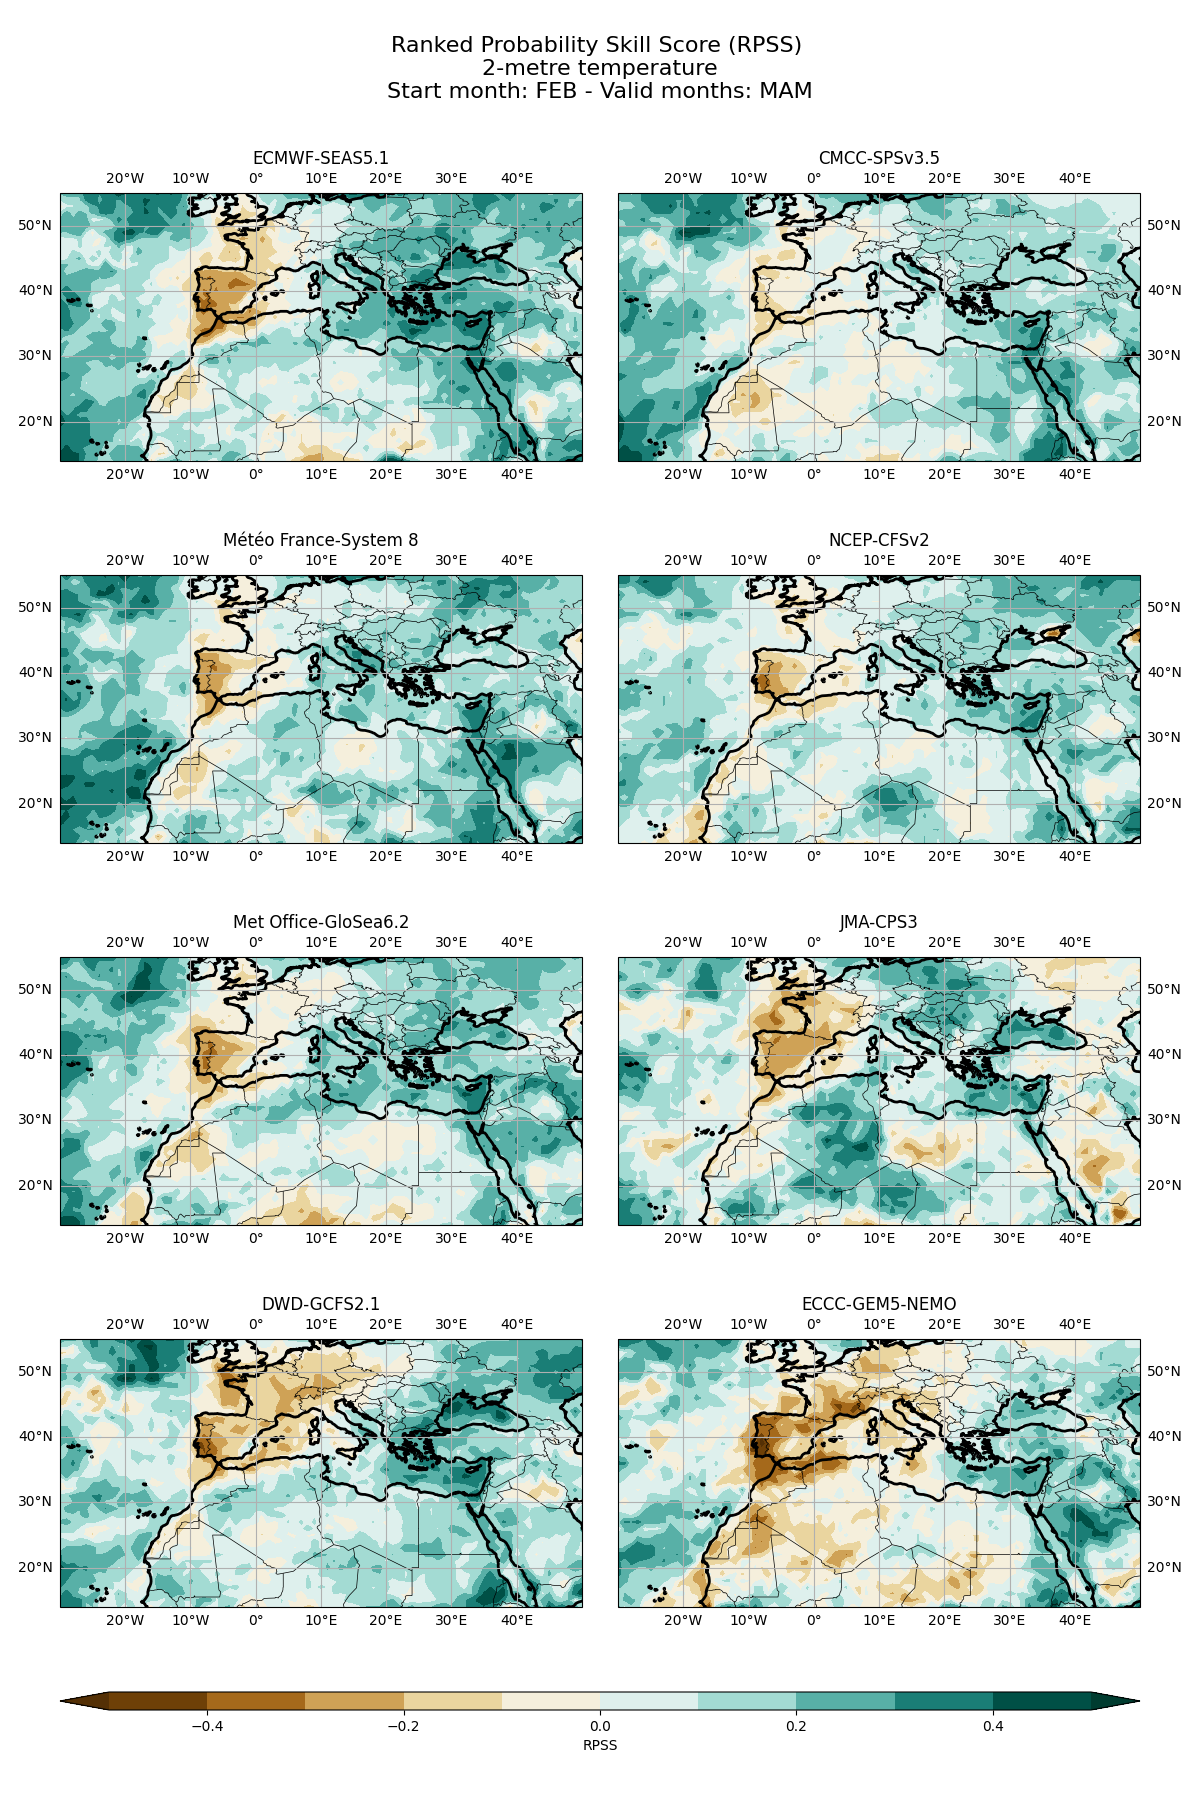 Ranked Probability Skill Score (RPSS)
2-metre temperature
Start month: FEB - Valid months: MAM
ECMWF-SEAS5.1
20°W 10°W 0° 10°E 20°E 30°E 40°E
50°N
40°N
30°N
20°N
20°W 10°W 0° 10°E 20°E 30°E 40°E
CMCC-SPSv3.5
20°W 10°W 0° 10°E 20°E 30°E 40°E
50°N
40°N
30°N
20°N
20°W 10°W 0° 10°E 20°E 30°E 40°E
Météo France-System 8
20°W 10°W 0° 10°E 20°E 30°E 40°E
50°N
40°N
30°N
20°N
20°W 10°W 0° 10°E 20°E 30°E 40°E
NCEP-CFSv2
20°W 10°W 0° 10°E 20°E 30°E 40°E
50°N
40°N
30°N
20°N
20°W 10°W 0° 10°E 20°E 30°E 40°E
Met Office-GloSea6.2
20°W 10°W 0° 10°E 20°E 30°E 40°E
50°N
40°N
30°N
20°N
20°W 10°W 0° 10°E 20°E 30°E 40°E
JMA-CPS3
20°W 10°W 0° 10°E 20°E 30°E 40°E
50°N
40°N
30°N
20°N
20°W 10°W 0° 10°E 20°E 30°E 40°E
DWD-GCFS2.1
20°W 10°W 0° 10°E 20°E 30°E 40°E
50°N
40°N
30°N
20°N
20°W 10°W 0° 10°E 20°E 30°E 40°E
ECCC-GEM5-NEMO
20°W 10°W 0° 10°E 20°E 30°E 40°E
50°N
40°N
30°N
20°N
20°W 10°W 0° 10°E 20°E 30°E 40°E
−0.4 −0.2 0.0 0.2 0.4
RPSS